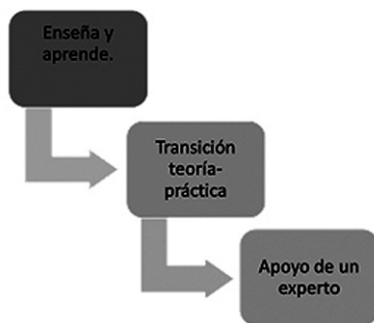 Enseña y
aprende.
Transición
teoría-
práctica
Apoyo de un
experto